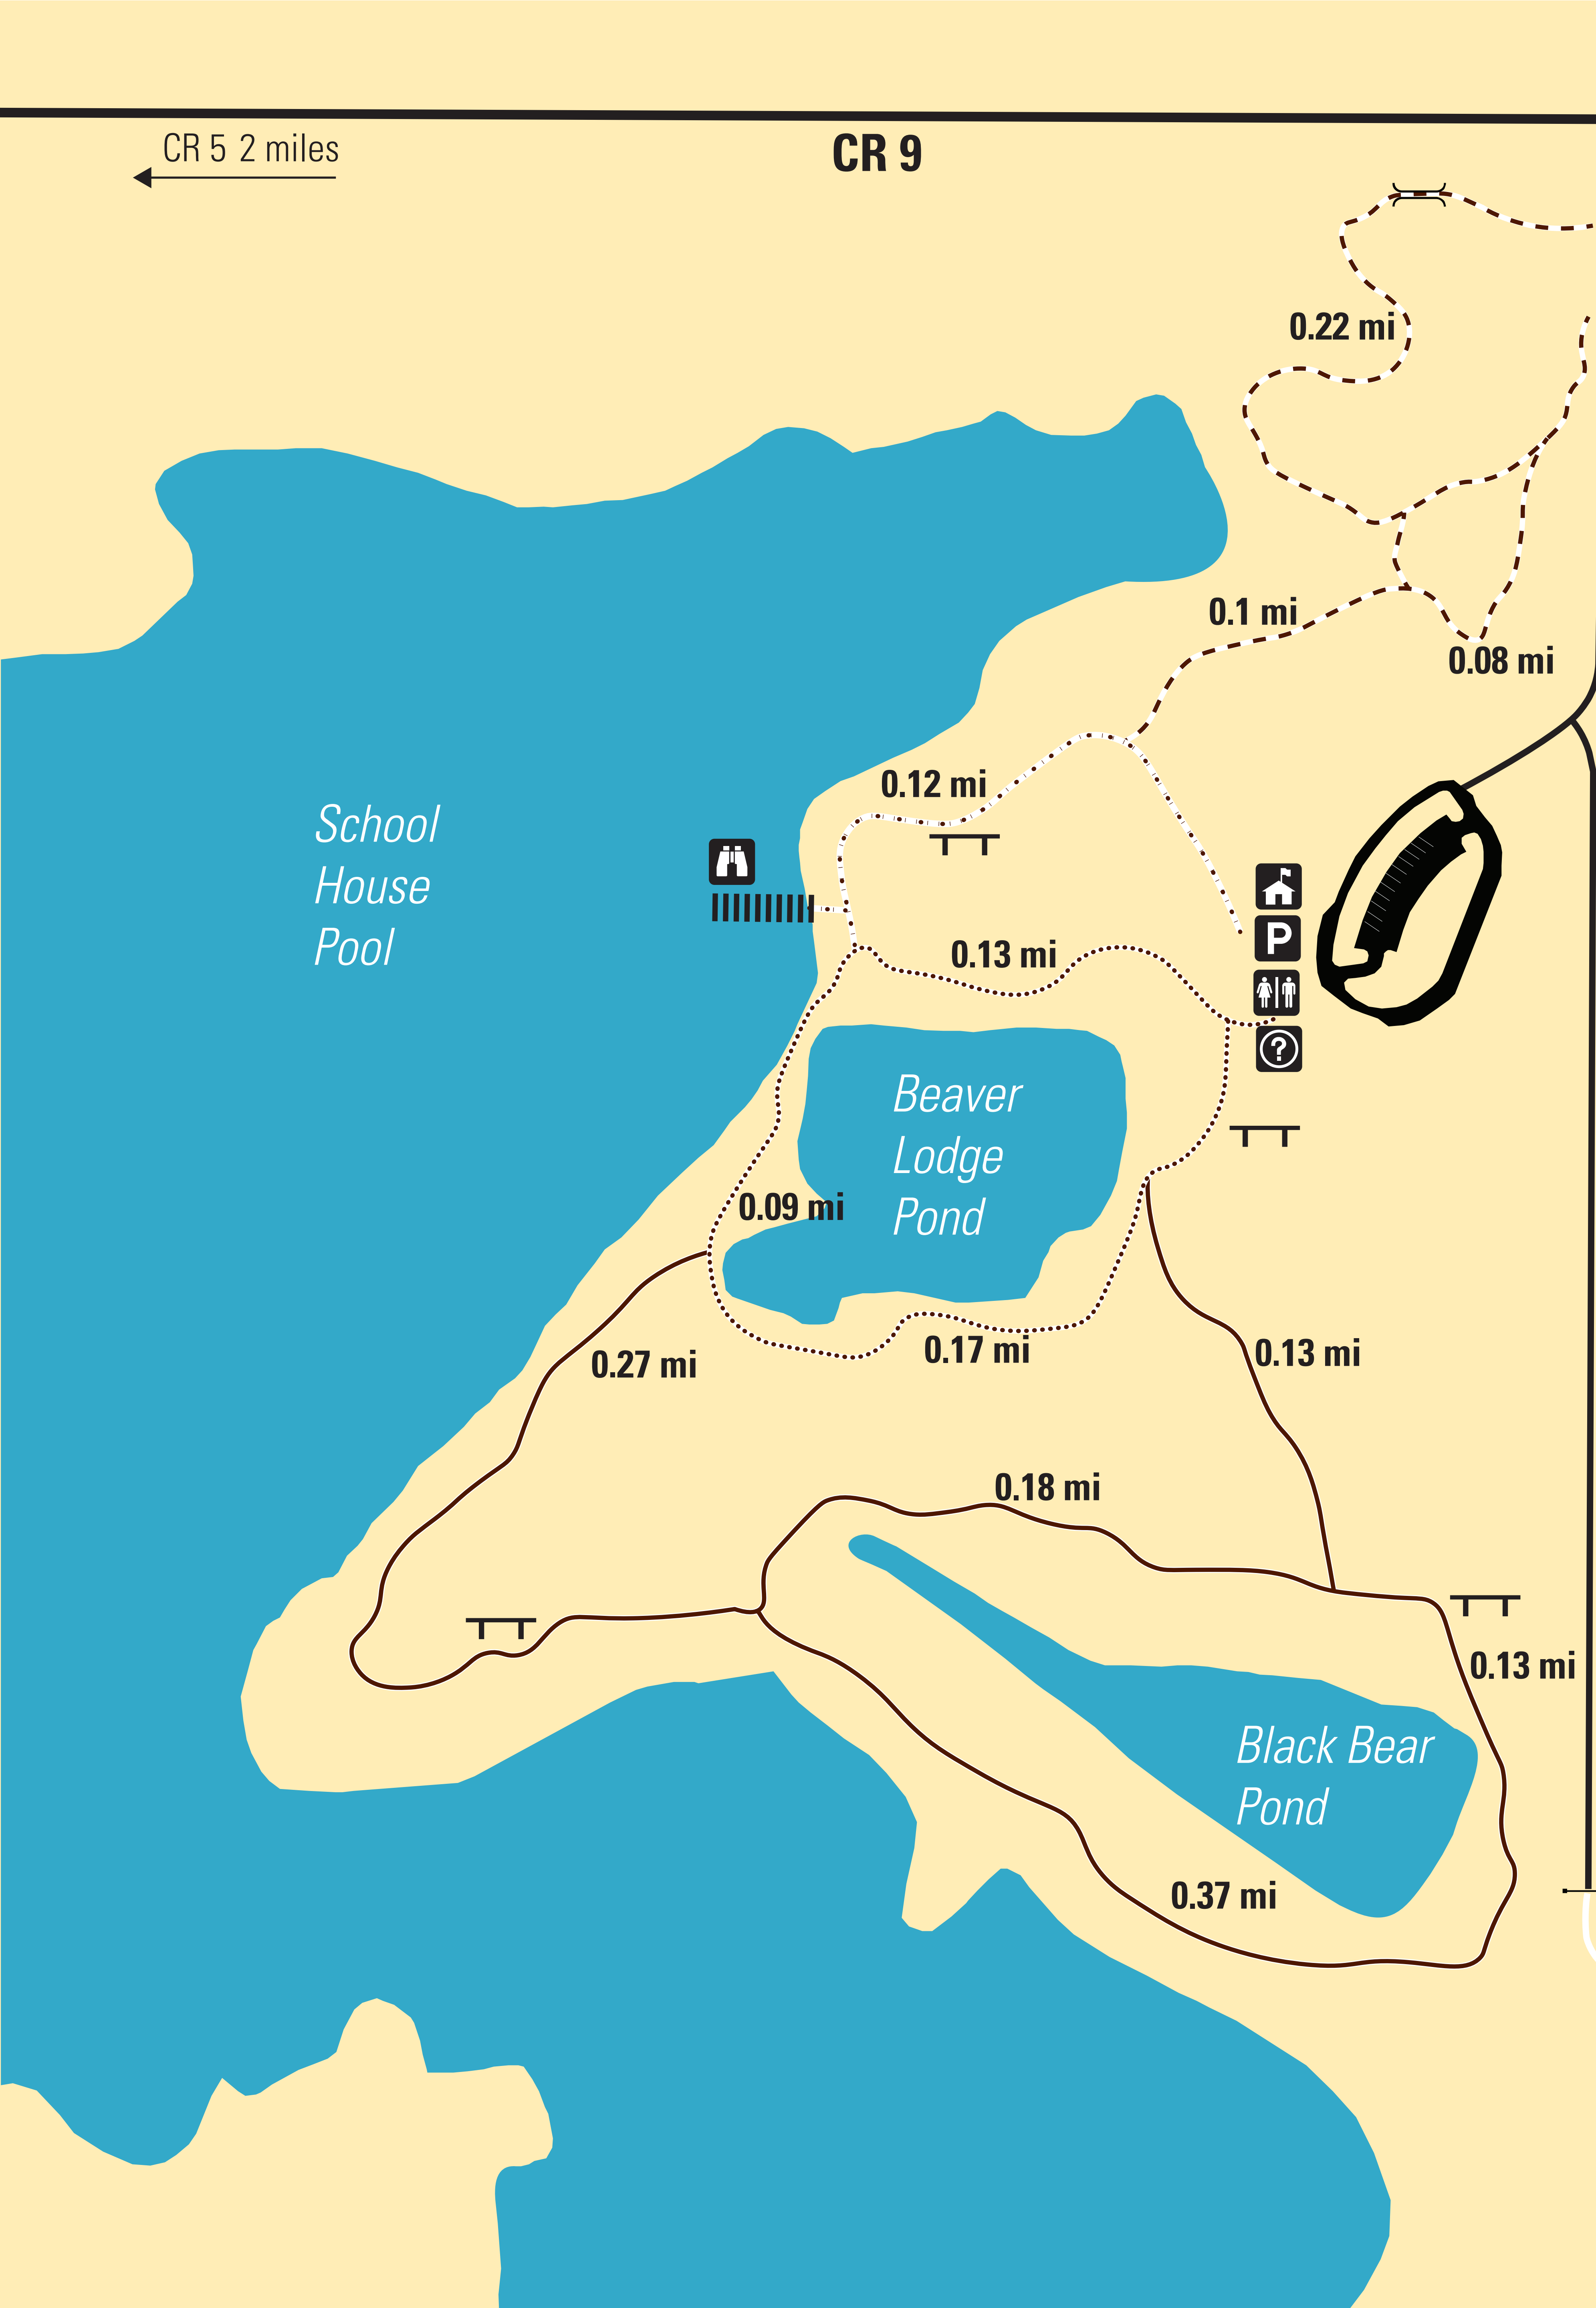 CR 5 2 miles
CR 9
0.22 mi
0.1 mi
0.08 mi
0.12 mi
School
House
Pool
P
0.13 mi
?
Beaver
Lodge
Pond
0.09 mi
0.17 mi
0.27 mi
0.13 mi
0.18 mi
0.13 mi
Black Bear
Pond
0.37 mi